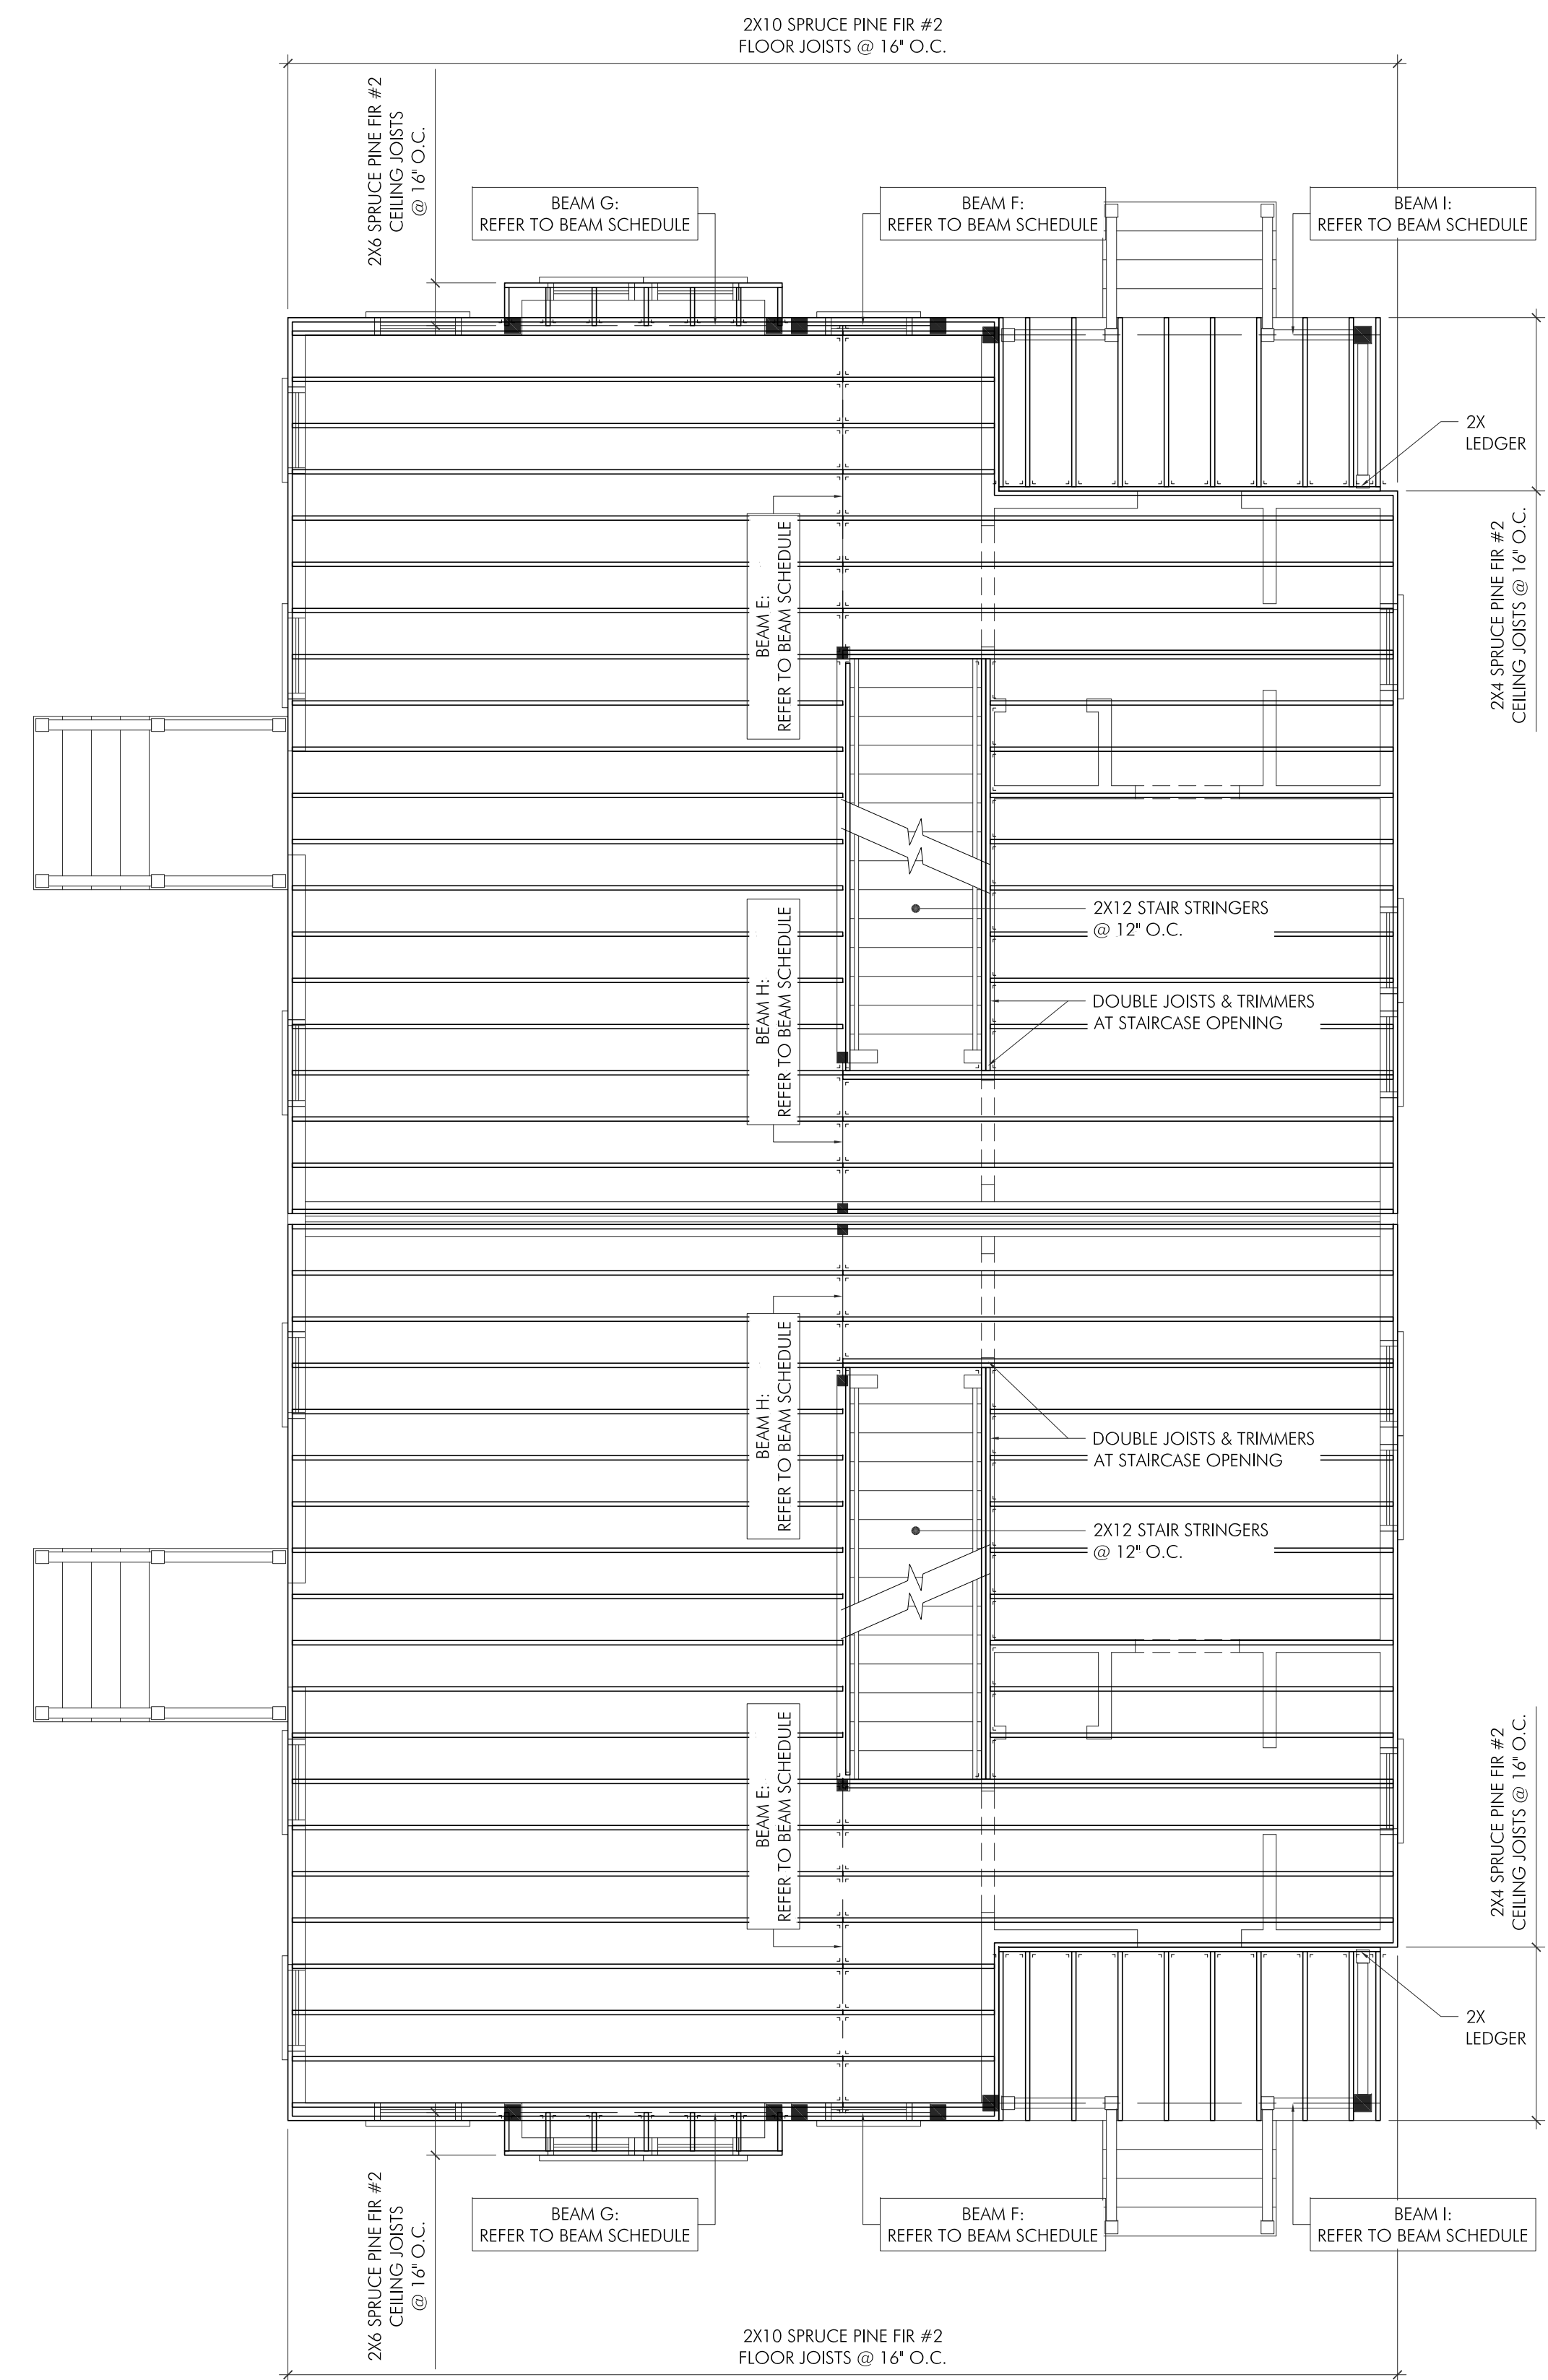 2X10 SPRUCE PINE FIR #2
FLOOR JOISTS @ 16" O.C.
2X6 SPRUCE PINE FIR #2
CEILING JOISTS
@ 16" O.C.
BEAM G:
REFER TO BEAM SCHEDULE
BEAM F:
REFER TO BEAM SCHEDULE
BEAM I:
REFER TO BEAM SCHEDULE
2X
LEDGER
BEAM E:
REFER TO BEAM SCHEDULE
2X4 SPRUCE PINE FIR #2
CEILING JOISTS @ 16" O.C.
2X12 STAIR STRINGERS
@ 12" O.C.
BEAM H:
REFER TO BEAM SCHEDULE
DOUBLE JOISTS & TRIMMERS
AT STAIRCASE OPENING
BEAM H:
REFER TO BEAM SCHEDULE
DOUBLE JOISTS & TRIMMERS
AT STAIRCASE OPENING
2X12 STAIR STRINGERS
@ 12" O.C.
BEAM E:
REFER TO BEAM SCHEDULE
2X4 SPRUCE PINE FIR #2
CEILING JOISTS @ 16" O.C.
2X
LEDGER
2X6 SPRUCE PINE FIR #2
CEILING JOISTS
@ 16" O.C.
BEAM G:
REFER TO BEAM SCHEDULE
BEAM F:
REFER TO BEAM SCHEDULE
BEAM I:
REFER TO BEAM SCHEDULE
2X10 SPRUCE PINE FIR #2
FLOOR JOISTS @ 16" O.C.